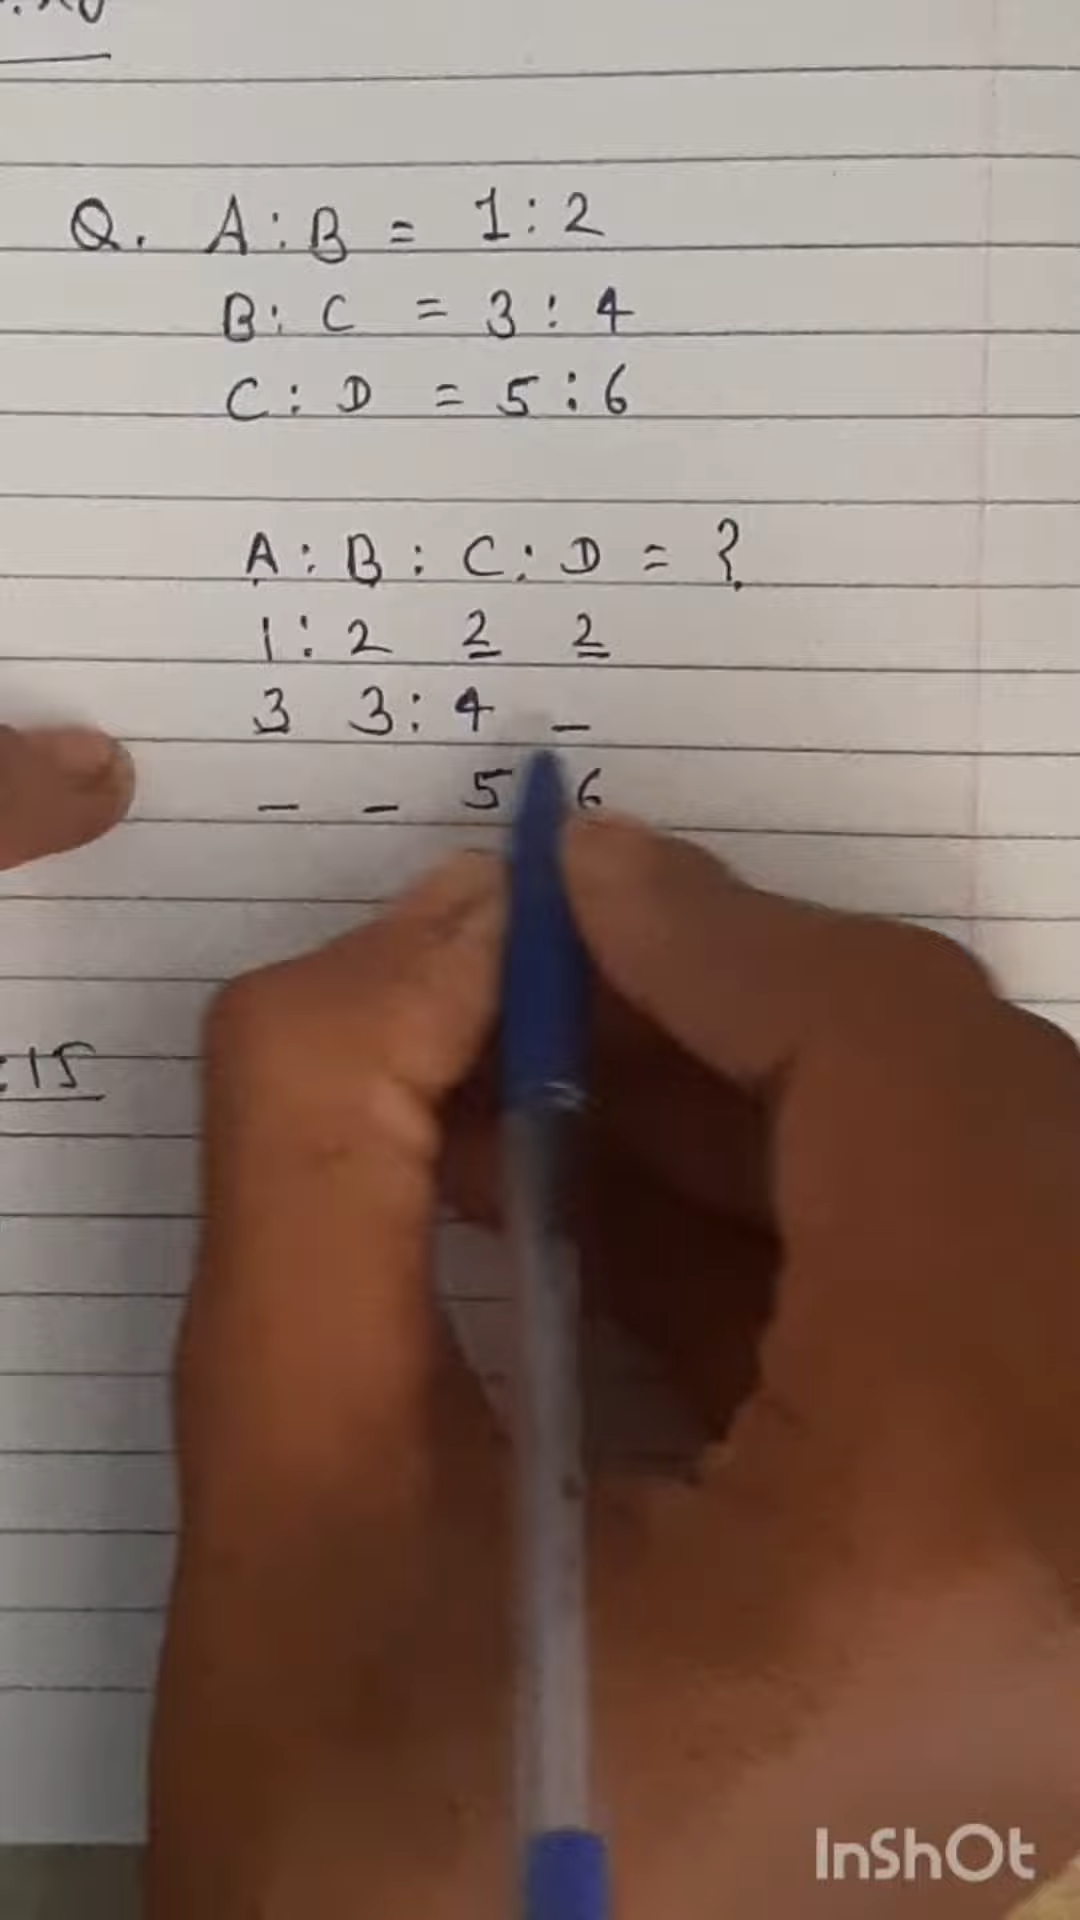 Q. A:B = 1:2
B:C = 3:4
C:D = 5:6
A:B:C:D = ?
1:2 2 2
3 3:4 _
_ _ 5 6
:15
InShOt